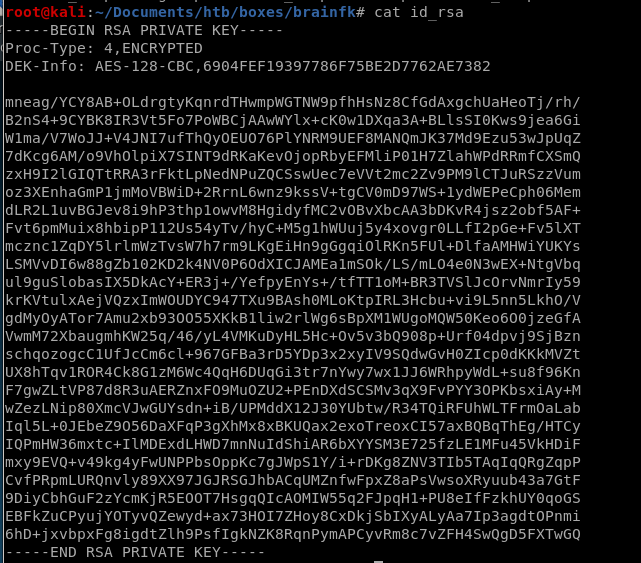 root@kali:~/Documents/htb/boxes/brainfk# cat id_rsa
-----BEGIN RSA PRIVATE KEY-----
Proc-Type: 4,ENCRYPTED
DEK-Info: AES-128-CBC,6904FEF19397786F75BE2D7762AE7382

mneag/YCY8AB+OLdrgtyKqnrdTHwmpWGTNW9pfhHsNz8CfGdAxgchUaHeoTj/rh/
B2nS4+9CYBK8IR3Vt5Fo7PoWBCjAAwWYlx+cK0w1DXqa3A+BLlsSI0Kws9jea6Gi
W1ma/V7WoJJ+V4JNI7ufThQyOEUO76PlYNRM9UEF8MANQmJK37Md9Ezu53wJpUqZ
7dKcg6AM/o9VhOlpiX7SINT9dRKaKevOjopRbyEFMliP01H7ZlahWPdRRmfCXSmQ
zxH9I2lGIQTtRRA3rFktLpNedNPuZQCSswUec7eVVt2mc2Zv9PM9lCTJuRSzzVum
oz3XEnhaGmP1jmMoVBWiD+2RrnL6wnz9kssV+tgCV0mD97WS+1ydWEPeCph06Mem
dLR2L1uvBGJev8i9hP3thp1owvM8HgidyfMC2vOBvXbcAA3bDKvR4jsz2obf5AF+
Fvt6pmMuix8hbipP112Us54yTv/hyC+M5g1hWUuj5y4xovgr0LLfI2pGe+Fv5lXT
mcznc1ZqDY5lrlmWzTvsW7h7rm9LKgEiHn9gGgqiOlRKn5FUl+DlfaAMHWiYUKYs
LSMVvDI6w88gZb102KD2k4NV0P6OdXICJAMEa1mSOk/LS/mLO4e0N3wEX+NtgVbq
ul9guSlobasIX5DkAcY+ER3j+/YefpyEnYs+/tfTT1oM+BR3TVSlJcOrvNmrIy59
krKVtulxAejVQzxImWOUDYC947TXu9BAsh0MLoKtpIRL3Hcbu+vi9L5nn5LkhO/V
gdMyOyATor7Amu2xb93OO55XKkB1liw2rlWg6sBpXM1WUgoMQW50Keo6O0jzeGfA
VwmM72XbaugmhKW25q/46/yL4VMKuDyHL5Hc+Ov5v3bQ908p+Urf04dpvj9SjBzn
schqozogcC1UfJcCm6cl+967GFBa3rD5YDp3x2xyIV9SQdwGvH0ZIcp0dKKkMVZt
UX8hTqv1ROR4Ck8G1zM6Wc4QqH6DUqGi3tr7nYwy7wx1JJ6WRhpyWdL+su8f96Kn
F7gwZLtVP87d8R3uAERZnxFO9MuOZU2+PEnDXdSCSMv3qX9FvPYY3OPKbsxiAy+M
wZezLNip80XmcVJwGUYsdn+iB/UPMddX12J30YUbtw/R34TQiRFUhWLTFrmOaLab
Iql5L+0JEbeZ9O56DaXFqP3gXhMx8xBKUQax2exoTreoxCI57axBQBqThEg/HTCy
IQPmHW36mxtc+IlMDExdLHWD7mnNuIdShiAR6bXYYSM3E725fzLE1MFu45VkHDiF
mxy9EVQ+v49kg4yFwUNPPbsOppKc7gJWpS1Y/i+rDKg8ZNV3TIb5TAqIqQRgZqpP
CvfPRpmLURQnvly89XX97JGJRSGJhbACqUMZnfwFpxZ8aPsVwsoXRyuub43a7GtF
9DiyCbhGuF2zYcmKjR5EOOT7HsgqQIcAOMIW55q2FJpqH1+PU8eIfFzkhUY0qoGS
EBFkZuCPyujYOTyvQZewyd+ax73HOI7ZHoy8CxDkjSbIXyALyAa7Ip3agdtOPnmi
6hD+jxvbpxFg8igdtZlh9PsfIgkNZK8RqnPymAPCyvRm8c7vZFH4SwQgD5FXTwGQ
-----END RSA PRIVATE KEY-----